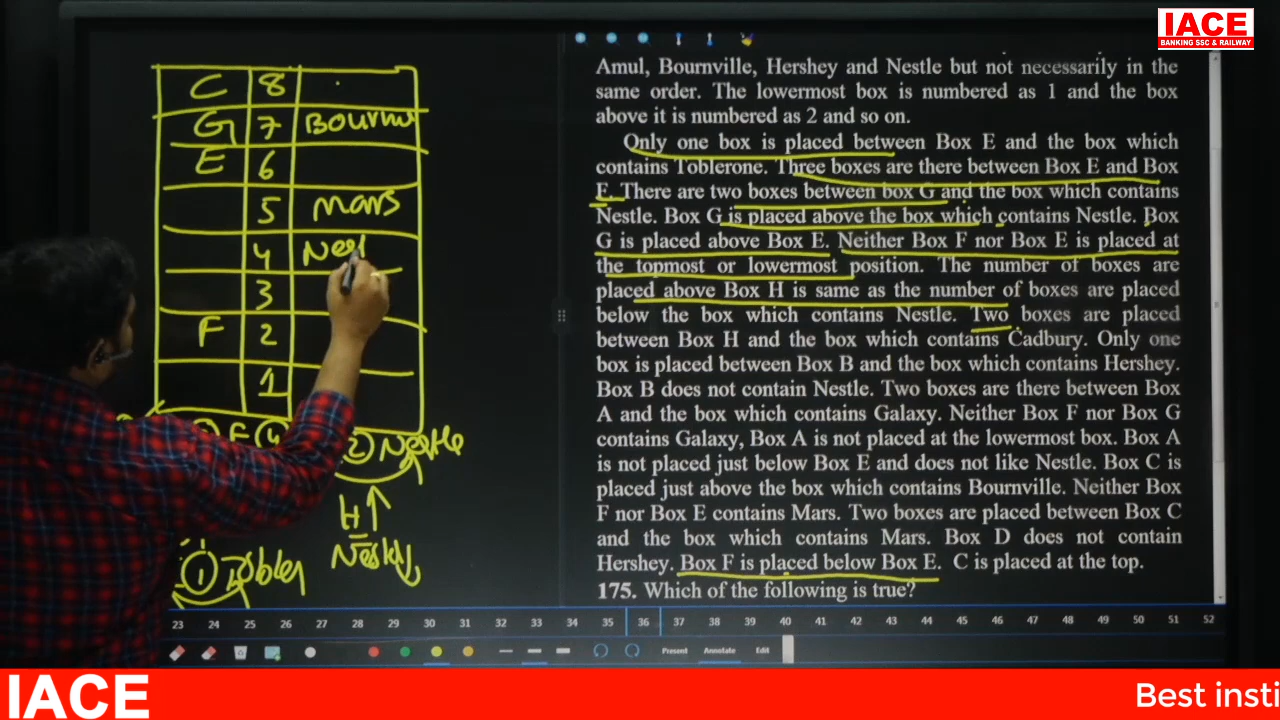 IACE
BANKING SSC & RAILWAY
Amul, Bournville, Hershey and Nestle but not necessarily in the
same order. The lowermost box is numbered as 1 and the box
above it is numbered as 2 and so on.
Only one box is placed between Box E and the box which
contains Toblerone. Three boxes are there between Box E and Box
F. There are two boxes between box G and the box which contains
Nestle. Box G is placed above the box which contains Nestle. Box
G is placed above Box E. Neither Box F nor Box E is placed at
the topmost or lowermost position. The number of boxes are
placed above Box H is same as the number of boxes are placed
below the box which contains Nestle. Two boxes are placed
between Box H and the box which contains Cadbury. Only one
box is placed between Box B and the box which contains Hershey.
Box B does not contain Nestle. Two boxes are there between Box
A and the box which contains Galaxy. Neither Box F nor Box G
contains Galaxy, Box A is not placed at the lowermost box. Box A
is not placed just below Box E and does not like Nestle. Box C is
placed just above the box which contains Bournville. Neither Box
F nor Box E contains Mars. Two boxes are placed between Box C
and the box which contains Mars. Box D does not contain
Hershey. Box F is placed below Box E. C is placed at the top.
175. Which of the following is true?
C 8
G 7 Bournv
E 6
5 Mars
4 Nes
3
F 2
1
F 4
2 Nestle
H
Nestle
1
23 24 25 26 27 28 29 30 31 32 33 34 35 36 37 38 39 40 41 42 43 44 45 46 47 48 49 50 51 52
Present Annotate Edit
IACE
Best insti